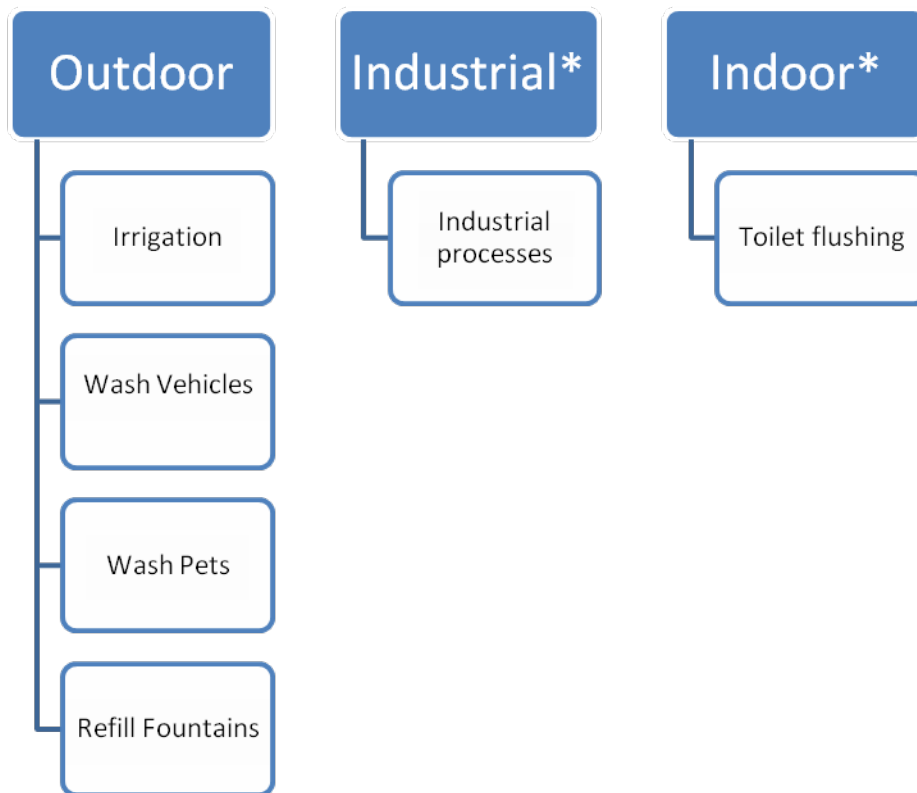 Outdoor
Irrigation
Wash Vehicles
Wash Pets
Refill Fountains
Industrial*
Industrial
processes
Indoor*
Toilet flushing